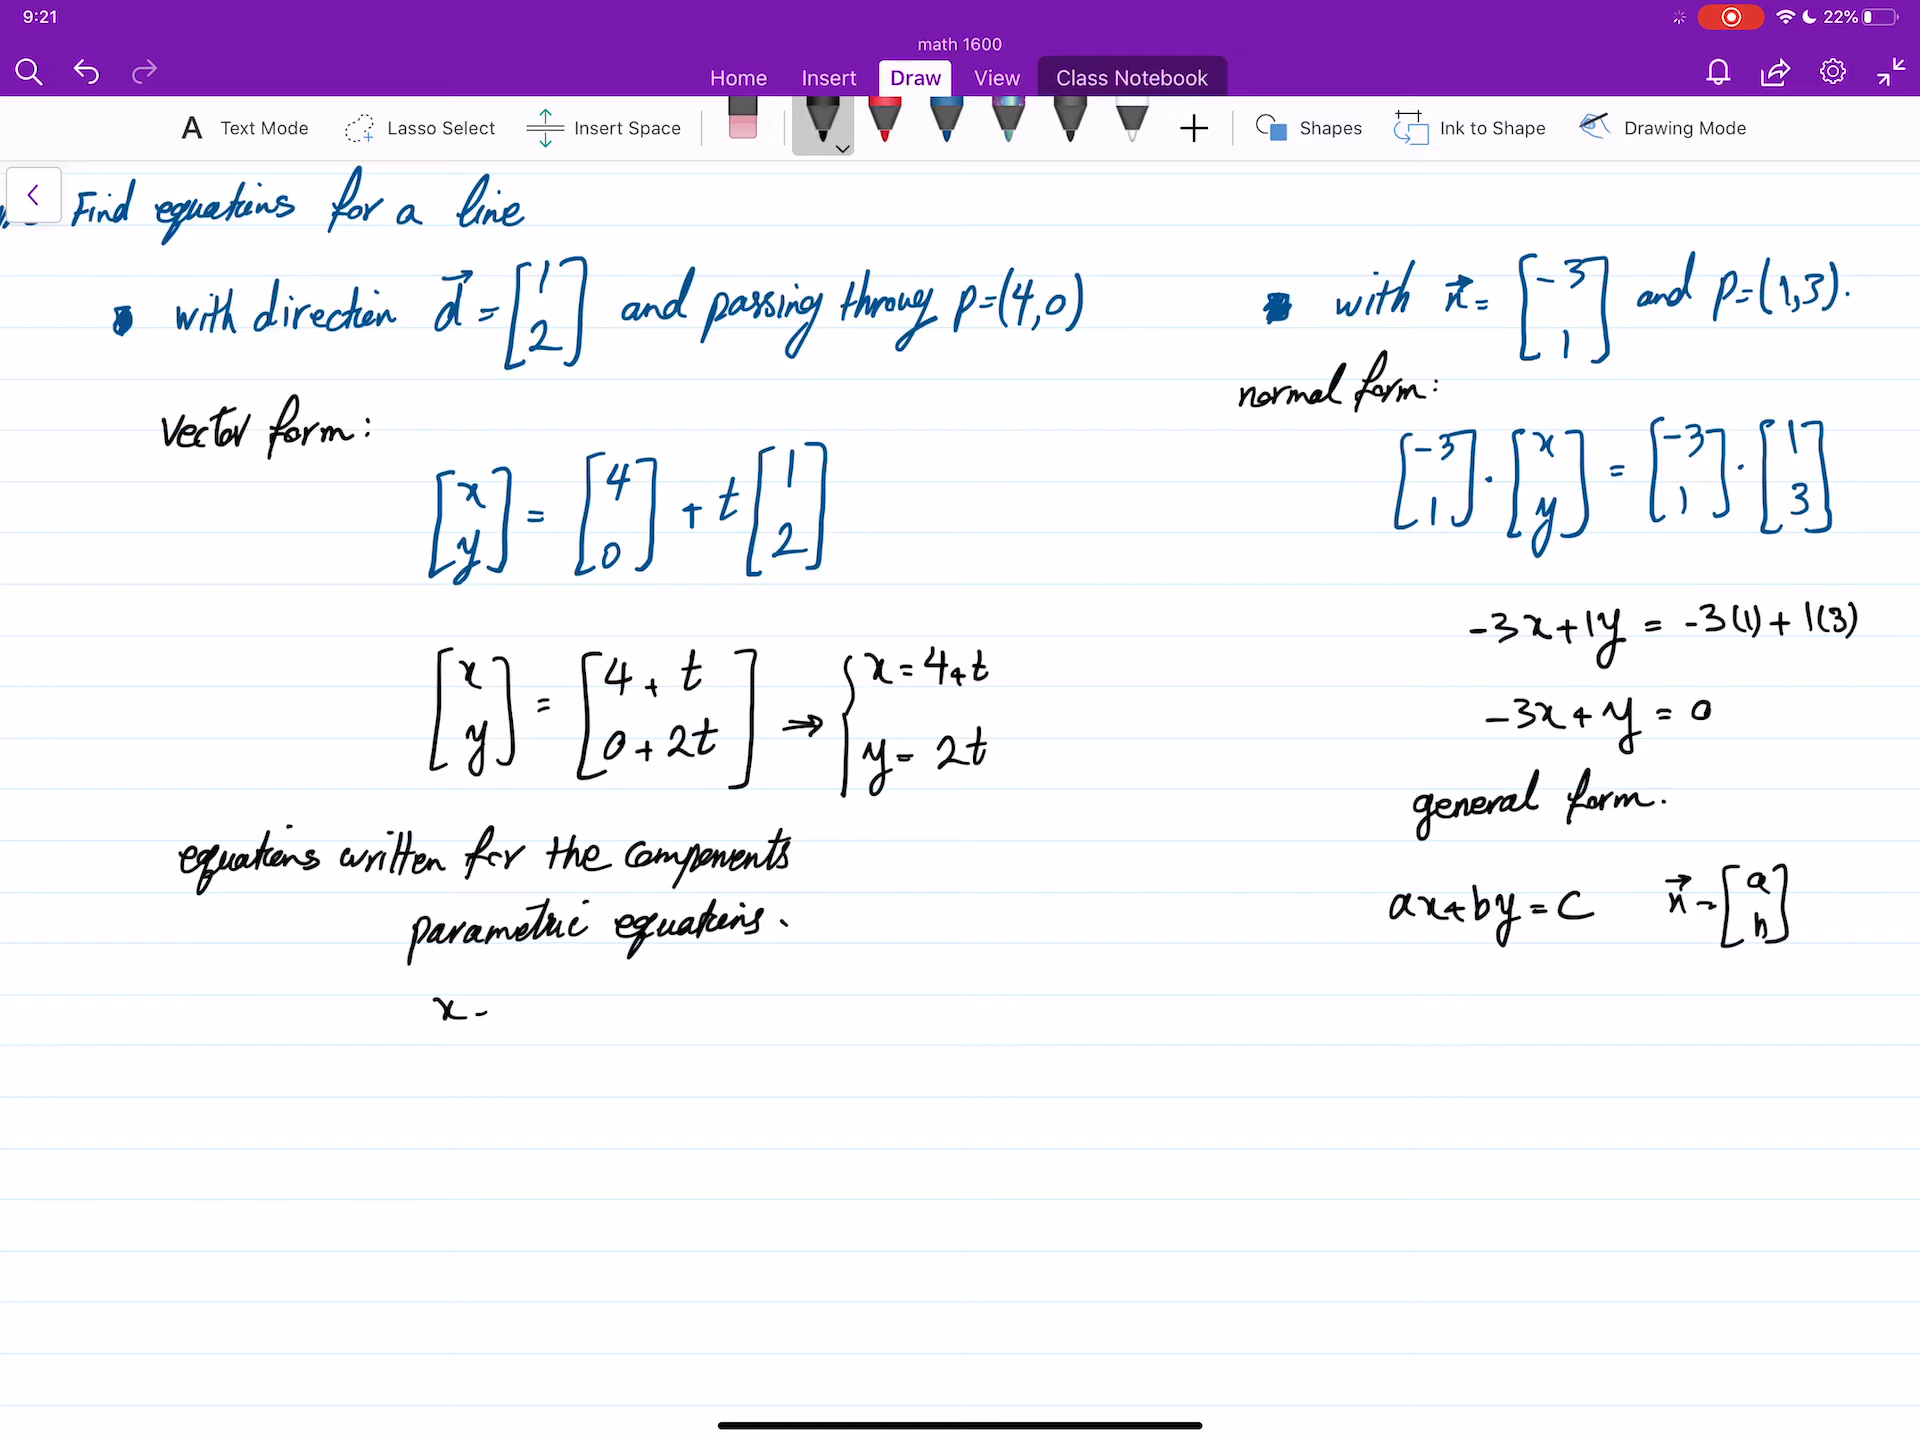 9:21
22%
math 1600
Home Insert Draw View Class Notebook
A Text Mode Lasso Select Insert Space Shapes Ink to Shape Drawing Mode
Find equations for a line
with direction d⃗ = [1 2] and passing throug p=(4,0)
Vector form:
[x y] = [4 0] + t [1 2]
[x y] = [4 + t 0 + 2t] ⇒ { x = 4 + t y = 2t
equations written for the components
parametric equations.
x -
with n⃗ = [-3 1] and p=(1,3).
normal form:
[-3 1] · [x y] = [-3 1] · [1 3]
-3x + 1y = -3(1) + 1(3)
-3x + y = 0
general form.
ax + by = c n⃗ = [a b]